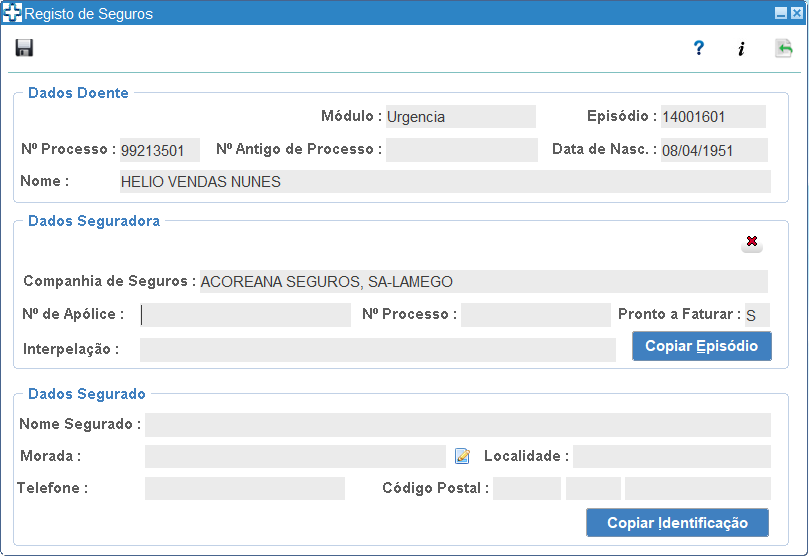 Registo de Seguros
? i
Dados Doente
Módulo : Urgencia Episódio : 14001601
Nº Processo : 99213501 Nº Antigo de Processo : Data de Nasc. : 08/04/1951
Nome : HELIO VENDAS NUNES
Dados Seguradora
Companhia de Seguros : ACOREANA SEGUROS, SA-LAMEGO
Nº de Apólice : Nº Processo : Pronto a Faturar : S
Interpelação : Copiar Episódio
Dados Segurado
Nome Segurado :
Morada : Localidade :
Telefone : Código Postal :
Copiar Identificação